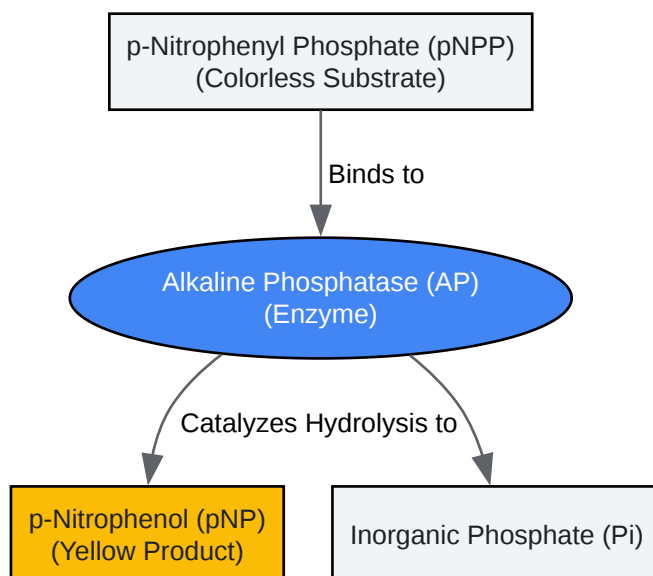 p-Nitrophenyl Phosphate (pNPP)
(Colorless Substrate)
Binds to
Alkaline Phosphatase (AP)
(Enzyme)
Catalyzes Hydrolysis to
p-Nitrophenol (pNP)
(Yellow Product)
Inorganic Phosphate (Pi)